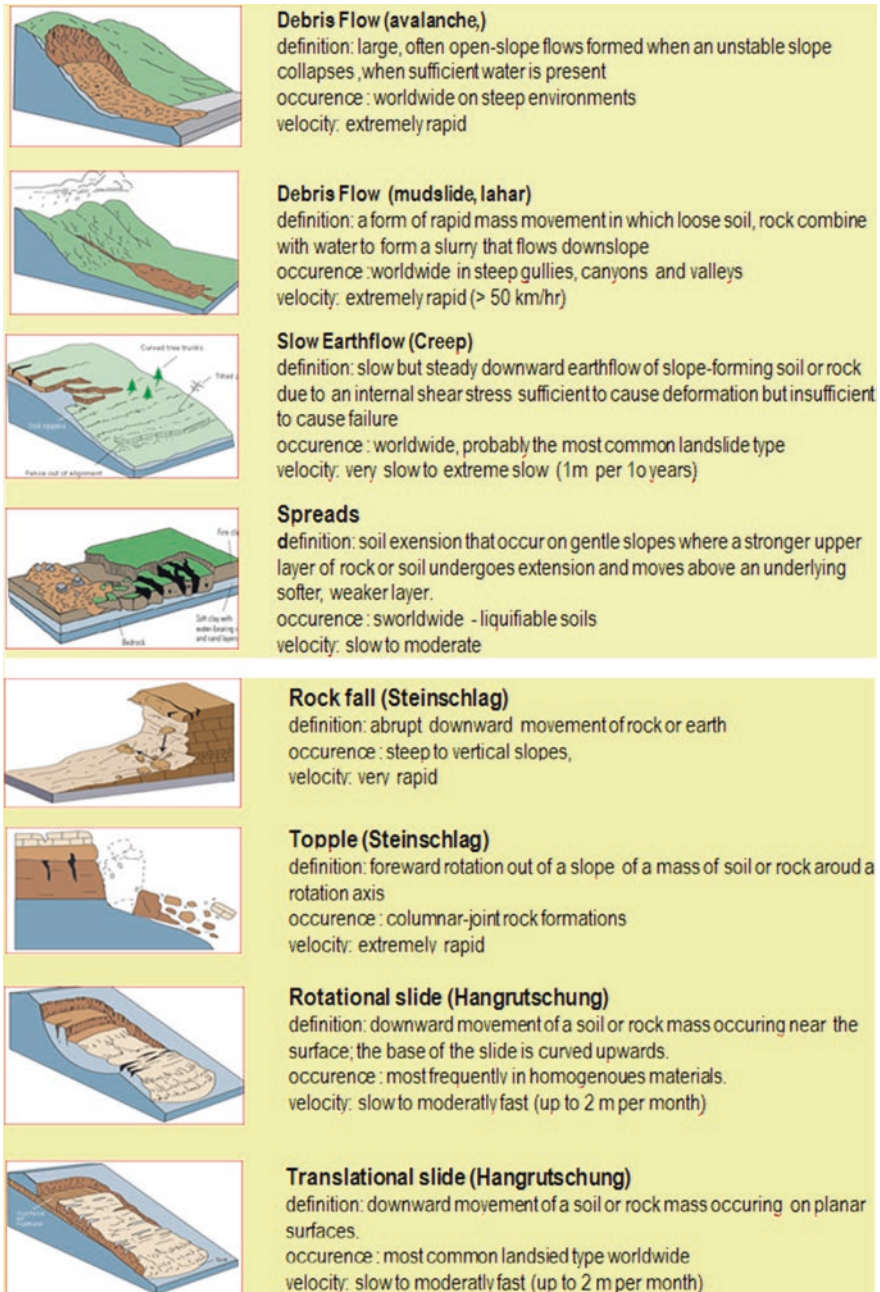 Debris Flow (avalanche,)
definition: large, often open-slope flows formed when an unstable slope
collapses ,when sufficient water is present
occurence : worldwide on steep environments
velocity: extremely rapid
Debris Flow (mudslide, lahar)
definition: a form of rapid mass movement in which loose soil, rock combine
with water to form a slurry that flows downslope
occurence :worldwide in steep gullies, canyons and valleys
velocity: extremely rapid (> 50 km/hr)
Curved tree trunks
Tilted
Soil ripples
Fence out of alignment
Slow Earthflow (Creep)
definition: slow but steady downward earthflow of slope-forming soil or rock
due to an internal shear stress sufficient to cause deformation but insufficient
to cause failure
occurence : worldwide, probably the most common landslide type
velocity: very slow to extreme slow (1m per 1o years)
Firm cla
Soft clay with
water-bearing
and sand layer
Bedrock
Spreads
definition: soil exension that occur on gentle slopes where a stronger upper
layer of rock or soil undergoes extension and moves above an underlying
softer, weaker layer.
occurence : sworldwide - liquifiable soils
velocity: slow to moderate
Rock fall (Steinschlag)
definition: abrupt downward movement of rock or earth
occurence : steep to vertical slopes,
velocity: very rapid
Topple (Steinschlag)
definition: foreward rotation out of a slope of a mass of soil or rock aroud a
rotation axis
occurence : columnar-joint rock formations
velocity: extremely rapid
Rotational slide (Hangrutschung)
definition: downward movement of a soil or rock mass occuring near the
surface; the base of the slide is curved upwards.
occurence : most frequently in homogenoues materials.
velocity: slow to moderatly fast (up to 2 m per month)
Translational slide (Hangrutschung)
definition: downward movement of a soil or rock mass occuring on planar
surfaces.
occurence : most common landsied type worldwide
velocity: slow to moderatly fast (up to 2 m per month)